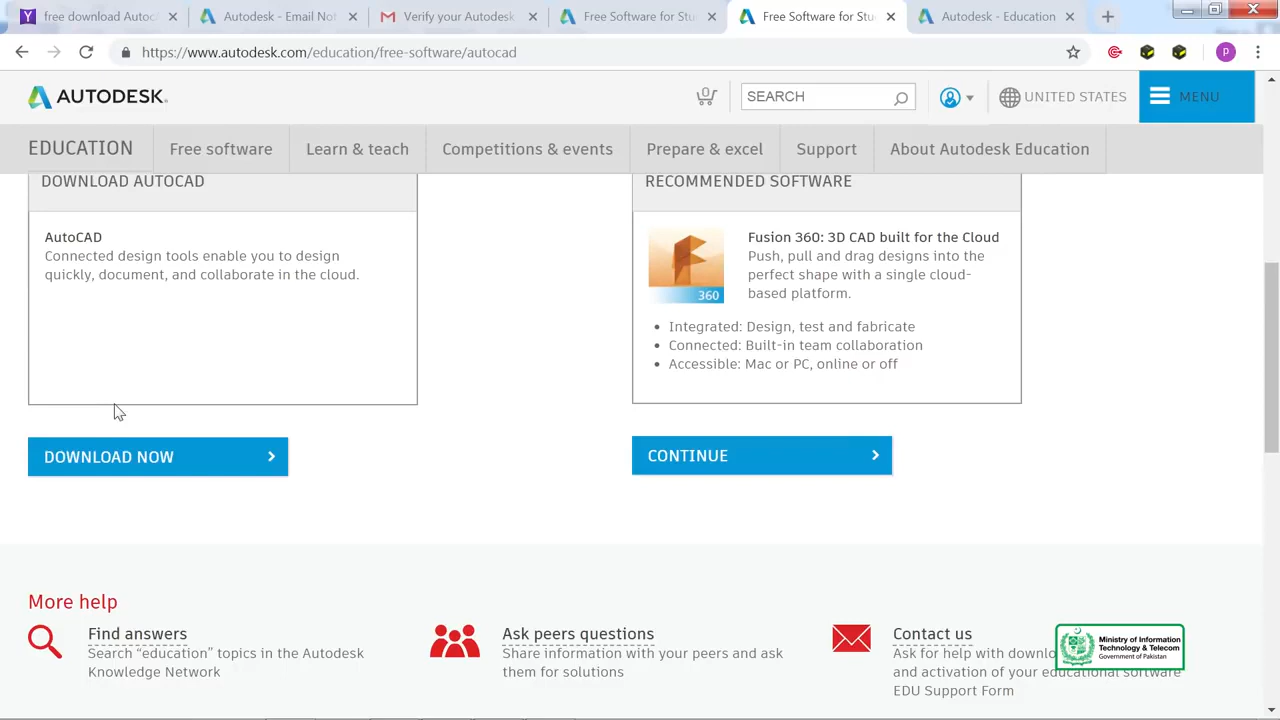 free download AutoC
Autodesk - Email Not
Verify your Autodes
Free Software for Stu
Free Software for Stu
Autodesk - Education
https://www.autodesk.com/education/free-software/autocad
P
AUTODESK.
0
SEARCH
UNITED STATES
MENU
EDUCATION
Free software
Learn & teach
Competitions & events
Prepare & excel
Support
About Autodesk Education
DOWNLOAD AUTOCAD
AutoCAD
Connected design tools enable you to design
quickly, document, and collaborate in the cloud.
DOWNLOAD NOW
RECOMMENDED SOFTWARE
360
Fusion 360: 3D CAD built for the Cloud
Push, pull and drag designs into the
perfect shape with a single cloud-
based platform.
• Integrated: Design, test and fabricate
• Connected: Built-in team collaboration
• Accessible: Mac or PC, online or off
CONTINUE
More help
Find answers
Search “education” topics in the Autodesk
Knowledge Network
Ask peers questions
Share information with your peers and ask
them for solutions
Contact us
Ask for help with downlo
and activation of your educational software
EDU Support Form
Ministry of Information
Technology & Telecom
Government of Pakistan